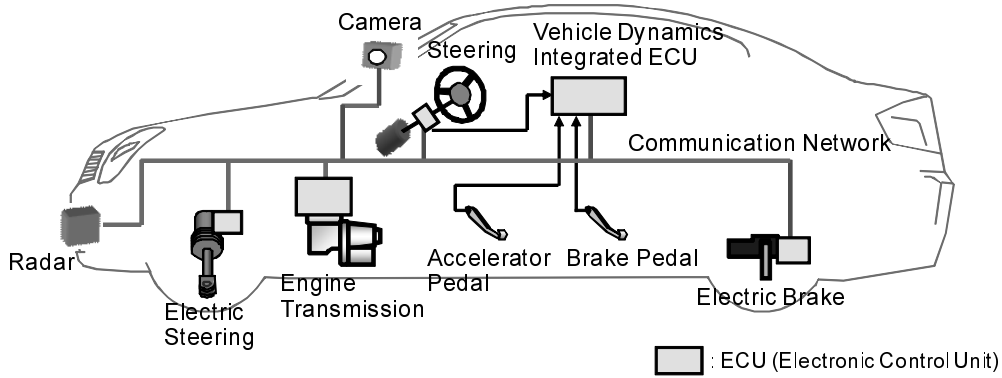 Camera
Steering
Vehicle Dynamics
Integrated ECU
Communication Network
Radar
Electric
Steering
Engine
Transmission
Accelerator
Pedal
Brake Pedal
Electric Brake
: ECU (Electronic Control Unit)